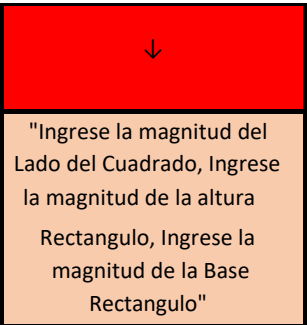 ↓
"Ingrese la magnitud del
Lado del Cuadrado, Ingrese
la magnitud de la altura
Rectangulo, Ingrese la
magnitud de la Base
Rectangulo"